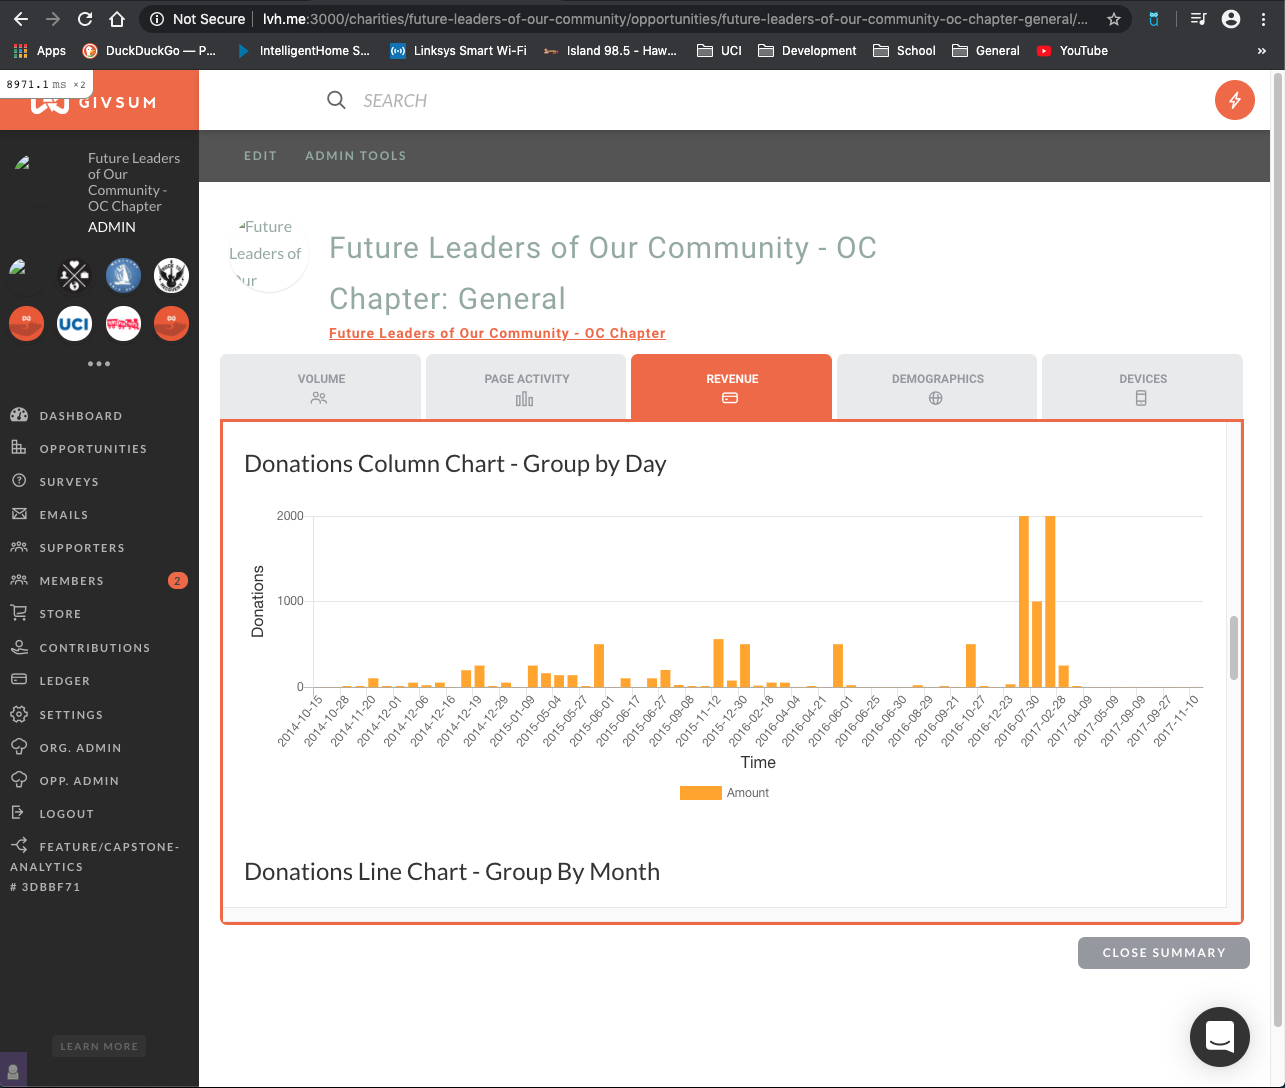 Not Secure | lvh.me:3000/charities/future-leaders-of-our-community/opportunities/future-leaders-of-our-community-oc-chapter-general/...
Apps DuckDuckGo — P... IntelligentHome S... Linksys Smart Wi-Fi Island 98.5 - Haw... UCI Development School General YouTube »
8971.1 ms ×2
GIVSUM
SEARCH
EDIT ADMIN TOOLS
Future Leaders
of Our
Community -
OC Chapter
ADMIN
UCI
DASHBOARD
OPPORTUNITIES
SURVEYS
EMAILS
SUPPORTERS
MEMBERS 2
STORE
CONTRIBUTIONS
LEDGER
SETTINGS
ORG. ADMIN
OPP. ADMIN
LOGOUT
FEATURE/CAPSTONE-
ANALYTICS
# 3DBBF71
LEARN MORE
Future
Leaders of
Our
Future Leaders of Our Community - OC
Chapter: General
Future Leaders of Our Community - OC Chapter
VOLUME PAGE ACTIVITY REVENUE DEMOGRAPHICS DEVICES
Donations Column Chart - Group by Day
Donations
2000
1000
0
2014-10-15 2014-10-28 2014-11-20 2014-12-01 2014-12-06 2014-12-16 2014-12-19 2014-12-29 2015-01-09 2015-05-04 2015-05-27 2015-06-01 2015-06-17 2015-06-27 2015-09-08 2015-11-12 2015-12-30 2016-02-18 2016-04-04 2016-04-21 2016-06-01 2016-06-25 2016-06-30 2016-08-29 2016-09-21 2016-10-27 2016-12-23 2016-07-30 2017-02-28 2017-04-09 2017-05-09 2017-09-09 2017-09-27 2017-11-10
Time
Amount
Donations Line Chart - Group By Month
CLOSE SUMMARY